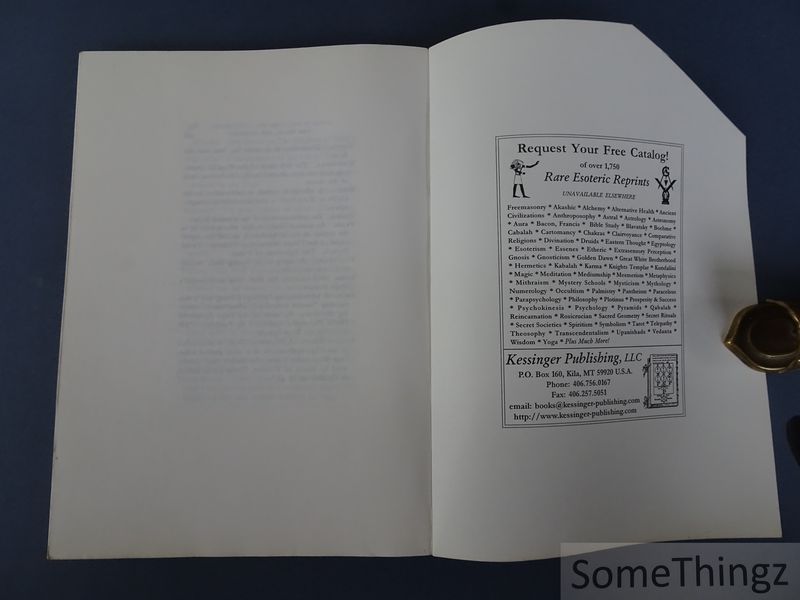 Request Your Free Catalog!
of over 1,750
Rare Esoteric Reprints
UNAVAILABLE ELSEWHERE
Freemasonry * Akashic * Alchemy * Alternative Health * Ancient
Civilizations * Anthroposophy * Astral * Astrology * Astronomy
* Aura * Bacon, Francis * Bible Study * Blavatsky * Boehme *
Cabalah * Cartomancy * Chakras * Clairvoyance * Comparative
Religions * Divination * Druids * Eastern Thought * Egyptology
* Esoterism * Essenes * Etheric * Extrasensory Perception *
Gnosis * Gnosticism * Golden Dawn * Great White Brotherhood
* Hermetics * Kabalah * Karma * Knights Templar * Kundalini
* Magic * Meditation * Mediumship * Mesmerism * Metaphysics
* Mithraism * Mystery Schools * Mysticism * Mythology *
Numerology * Occultism * Palmistry * Pantheism * Paracelsus
* Parapsychology * Philosophy * Plotinus * Prosperity & Success
* Psychokinesis * Psychology * Pyramids * Qabalah *
Reincarnation * Rosicrucian * Sacred Geometry * Secret Rituals
* Secret Societies * Spiritism * Symbolism * Tarot * Telepathy *
Theosophy * Transcendentalism * Upanishads * Vedanta *
Wisdom * Yoga * Plus Much More!
Kessinger Publishing, LLC
P.O. Box 160, Kila, MT 59920 U.S.A.
Phone: 406.756.0167
Fax: 406.257.5051
email: books@kessinger-publishing.com
http://www.kessinger-publishing.com
SomeThingz